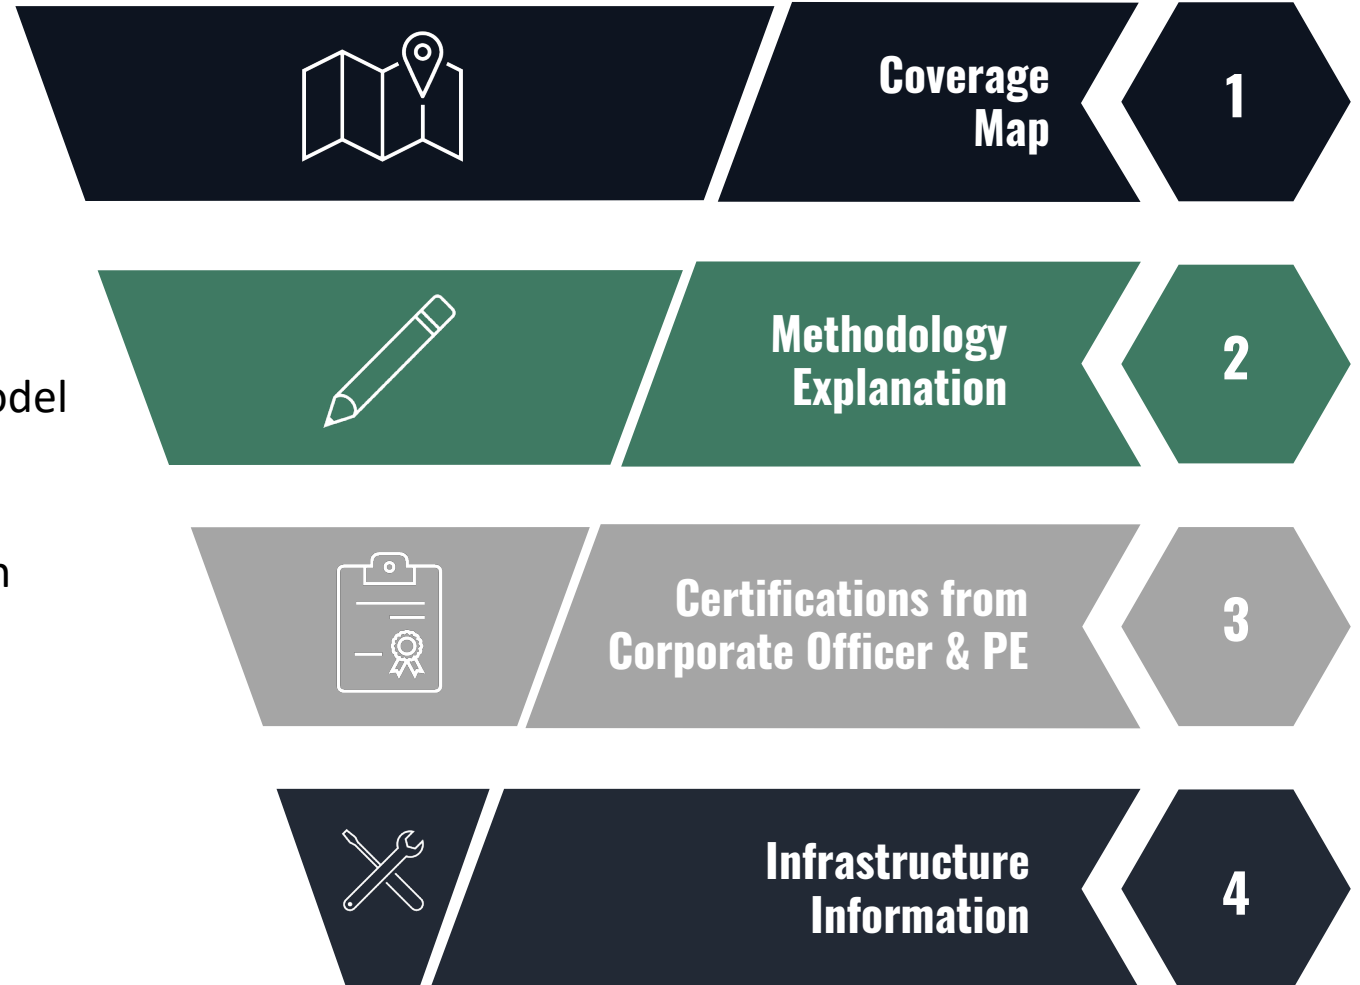 Coverage
Map
1
Methodology
Explanation
2
Certifications from
Corporate Officer & PE
3
Infrastructure
Information
4